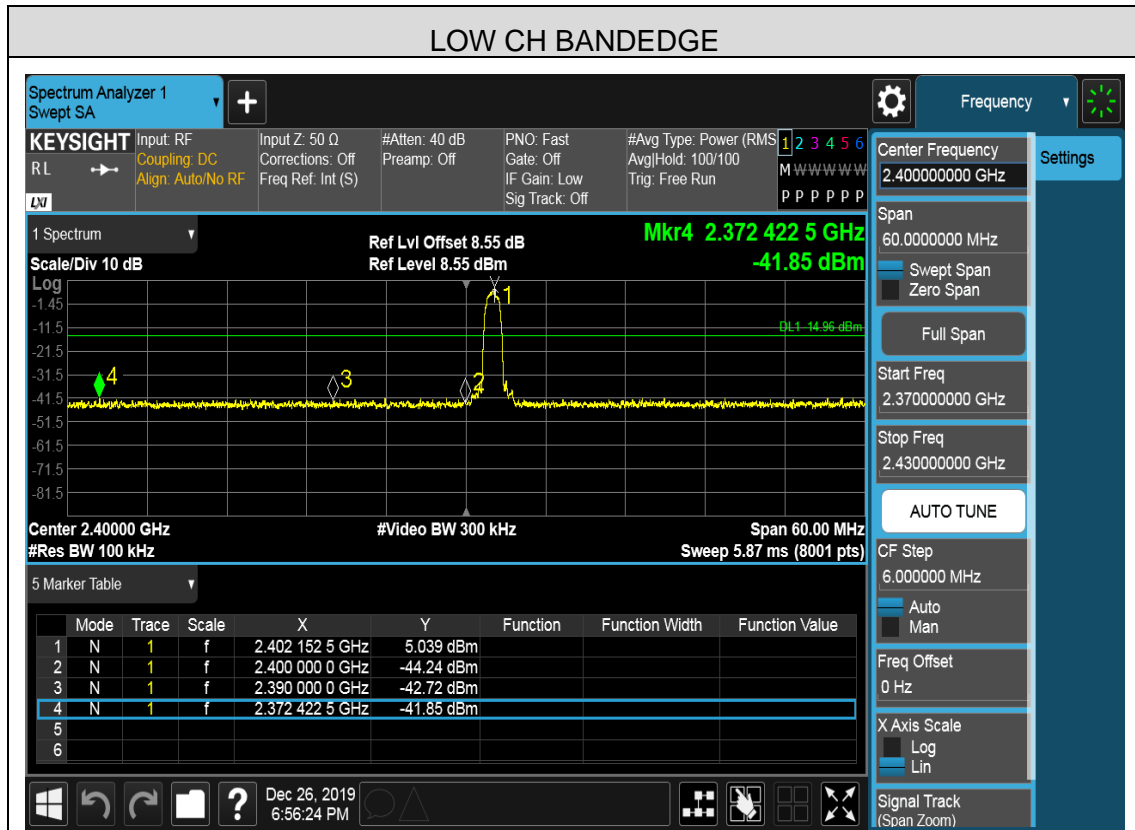 LOW CH BANDEDGE
Spectrum Analyzer 1
Swept SA
+
Frequency
KEYSIGHT
RL
LXI
Input: RF
Coupling: DC
Align: Auto/No RF
Input Z: 50 Ω
Corrections: Off
Freq Ref: Int (S)
#Atten: 40 dB
Preamp: Off
PNO: Fast
Gate: Off
IF Gain: Low
Sig Track: Off
#Avg Type: Power (RMS
Avg|Hold: 100/100
Trig: Free Run
1 2 3 4 5 6
M W W W W W
P P P P P P
1 Spectrum
Scale/Div 10 dB
Ref Lvl Offset 8.55 dB
Ref Level 8.55 dBm
Mkr4 2.372 422 5 GHz
-41.85 dBm
Log
-1.45
-11.5
-21.5
-31.5
-41.5
-51.5
-61.5
-71.5
-81.5
1
DL1 -14.96 dBm
4
3
2
Center 2.40000 GHz
#Res BW 100 kHz
#Video BW 300 kHz
Span 60.00 MHz
Sweep 5.87 ms (8001 pts)
5 Marker Table
Mode Trace Scale X Y Function Function Width Function Value
1 N 1 f 2.402 152 5 GHz 5.039 dBm
2 N 1 f 2.400 000 0 GHz -44.24 dBm
3 N 1 f 2.390 000 0 GHz -42.72 dBm
4 N 1 f 2.372 422 5 GHz -41.85 dBm
5
6
?
Dec 26, 2019
6:56:24 PM
Center Frequency
2.400000000 GHz
Settings
Span
60.0000000 MHz
Swept Span
Zero Span
Full Span
Start Freq
2.370000000 GHz
Stop Freq
2.430000000 GHz
AUTO TUNE
CF Step
6.000000 MHz
Auto
Man
Freq Offset
0 Hz
X Axis Scale
Log
Lin
Signal Track
(Span Zoom)